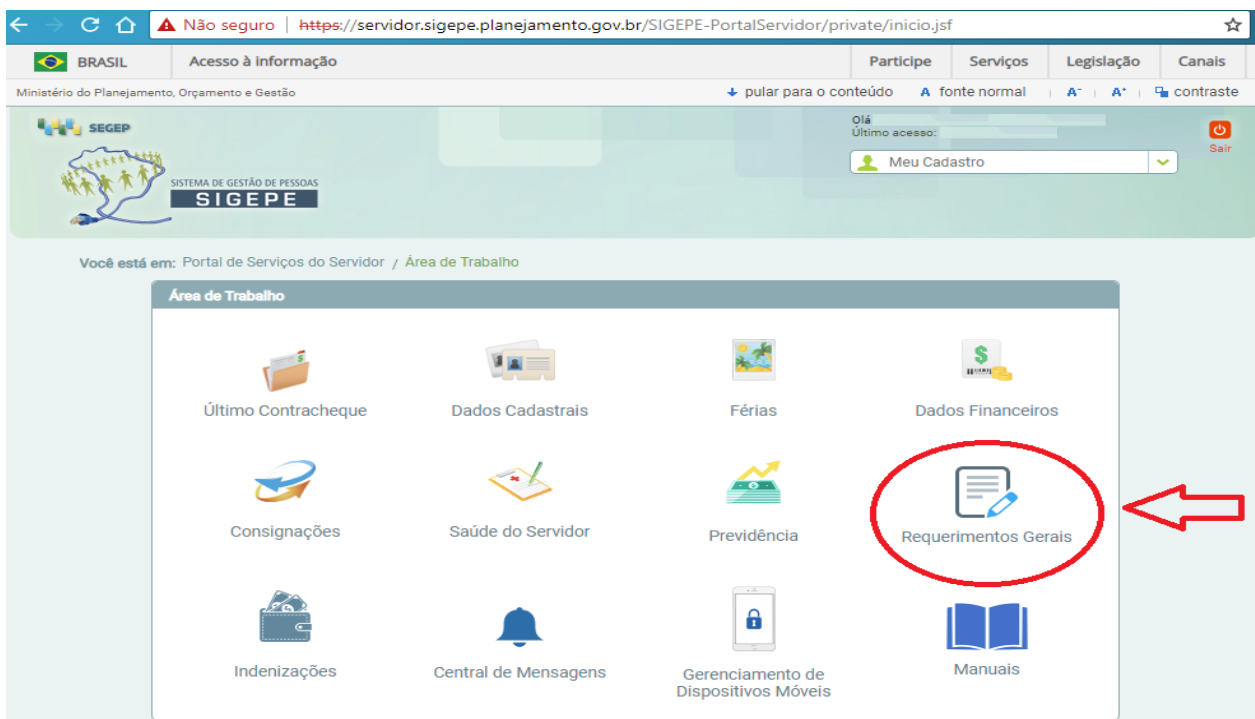 Não seguro | https://servidor.sigepe.planejamento.gov.br/SIGEPE-PortalServidor/private/inicio.jsf
BRASIL Acesso à informação Participe Serviços Legislação Canais
Ministério do Planejamento, Orçamento e Gestão pular para o conteúdo A fonte normal | A- | A+ | contraste
SEGEP
Olá
Último acesso:
Sair
Meu Cadastro
SISTEMA DE GESTÃO DE PESSOAS
SIGEPE
Você está em: Portal de Serviços do Servidor / Área de Trabalho
Área de Trabalho
Último Contracheque Dados Cadastrais Férias Dados Financeiros
Consignações Saúde do Servidor Previdência Requerimentos Gerais
Indenizações Central de Mensagens Gerenciamento de Dispositivos Móveis Manuais